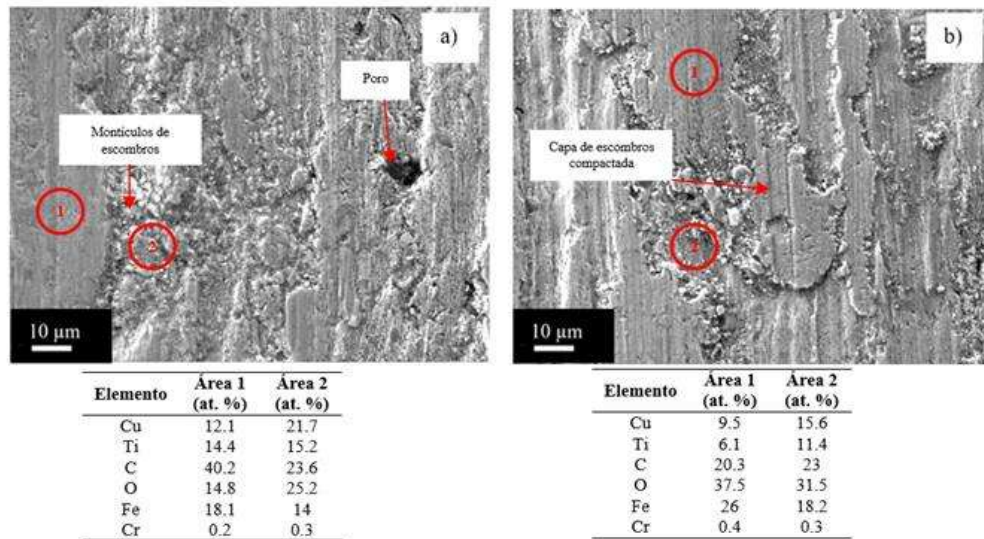 a)
Poro
Montículos de
escombros
1
2
10 µm
b)
1
Capa de escombros
compactada
2
10 µm
Elemento Área 1 (at. %) Área 2 (at. %)
Cu 12.1 21.7
Ti 14.4 15.2
C 40.2 23.6
O 14.8 25.2
Fe 18.1 14
Cr 0.2 0.3
Elemento Área 1 (at. %) Área 2 (at. %)
Cu 9.5 15.6
Ti 6.1 11.4
C 20.3 23
O 37.5 31.5
Fe 26 18.2
Cr 0.4 0.3